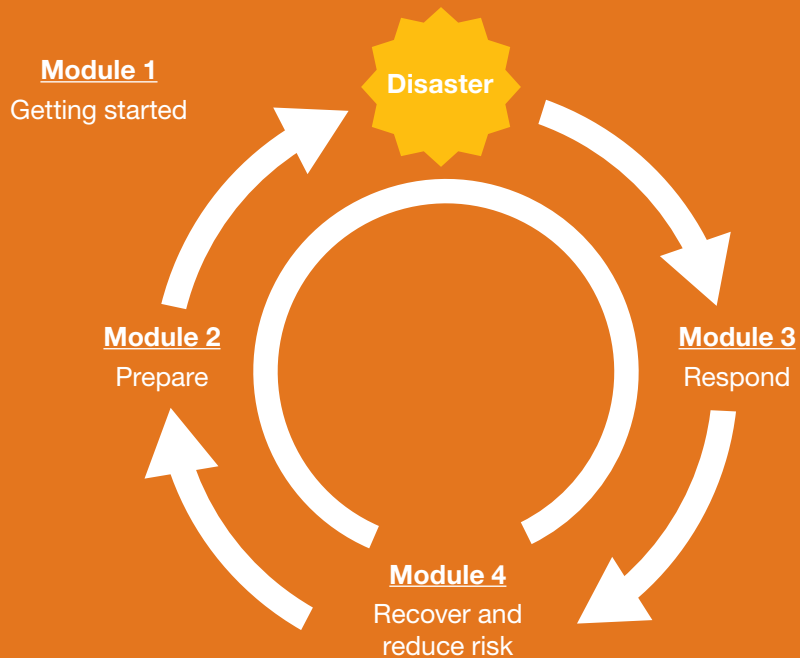 Module 1
Getting started
Disaster
Module 2
Prepare
Module 3
Respond
Module 4
Recover and
reduce risk